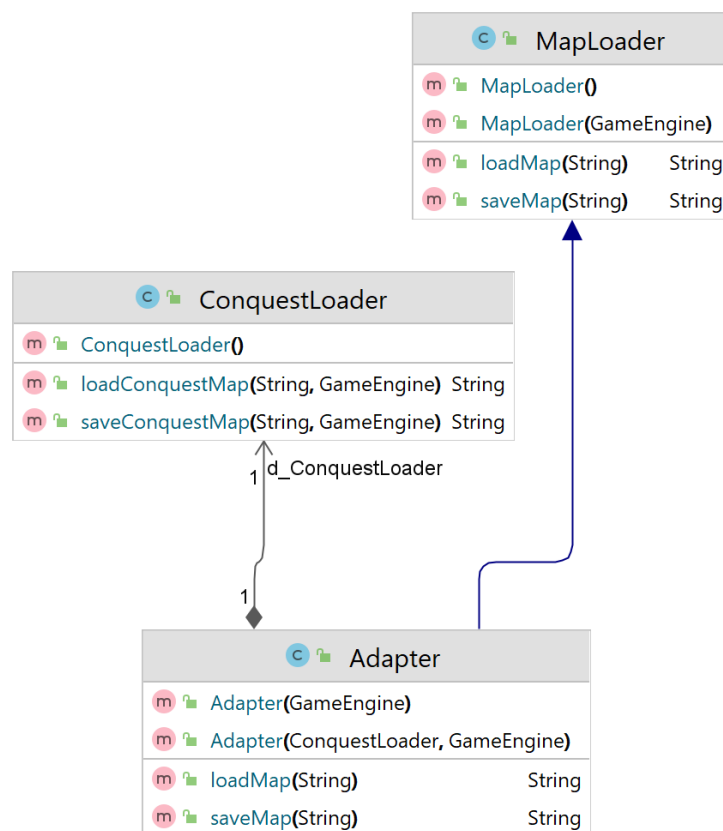 C MapLoader
m MapLoader()
m MapLoader(GameEngine)
m loadMap(String) String
m saveMap(String) String
C ConquestLoader
m ConquestLoader()
m loadConquestMap(String, GameEngine) String
m saveConquestMap(String, GameEngine) String
1 d_ConquestLoader
1
C Adapter
m Adapter(GameEngine)
m Adapter(ConquestLoader, GameEngine)
m loadMap(String) String
m saveMap(String) String